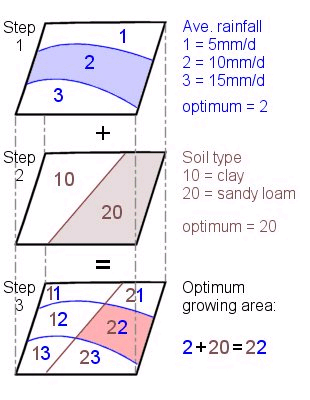 Step
1
1
2
3
Ave. rainfall
1 = 5mm/d
2 = 10mm/d
3 = 15mm/d
optimum = 2
+
Step
2
10
20
Soil type
10 = clay
20 = sandy loam
optimum = 20
=
Step
3
11
21
12
22
13
23
Optimum
growing area:
2+20=22